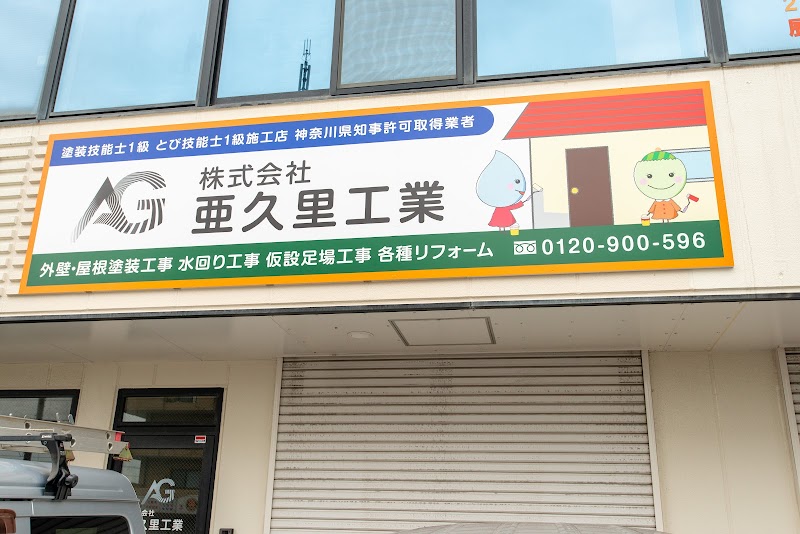 塗装技能士1級 とび技能士1級施工店 神奈川県知事許可取得業者
AG
株式会社
亜久里工業
外壁・屋根塗装工事 水回り工事 仮設足場工事 各種リフォーム
0120-900-596
AG
会社
久里工業